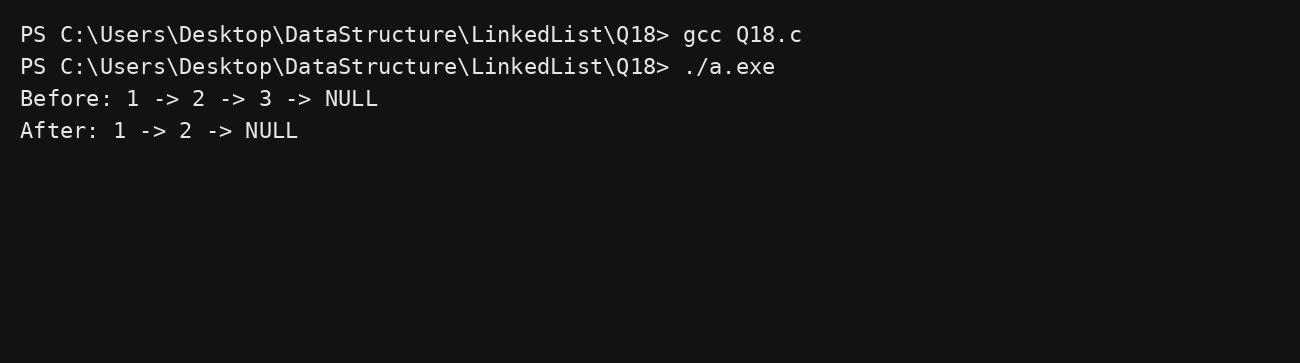 PS C:\Users\Desktop\DataStructure\LinkedList\Q18> gcc Q18.c
PS C:\Users\Desktop\DataStructure\LinkedList\Q18> ./a.exe
Before: 1 -> 2 -> 3 -> NULL
After: 1 -> 2 -> NULL